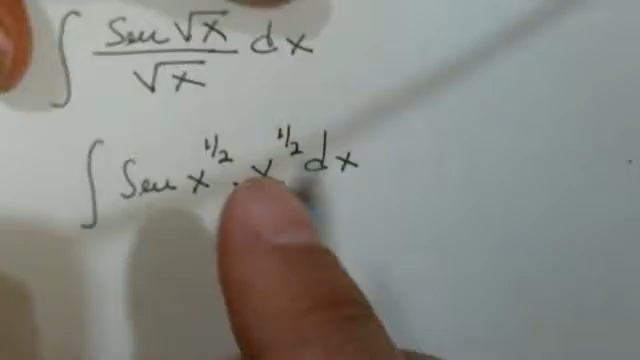 ∫ Sen √x / √x dx
∫ Sen x^1/2 · x^1/2 dx